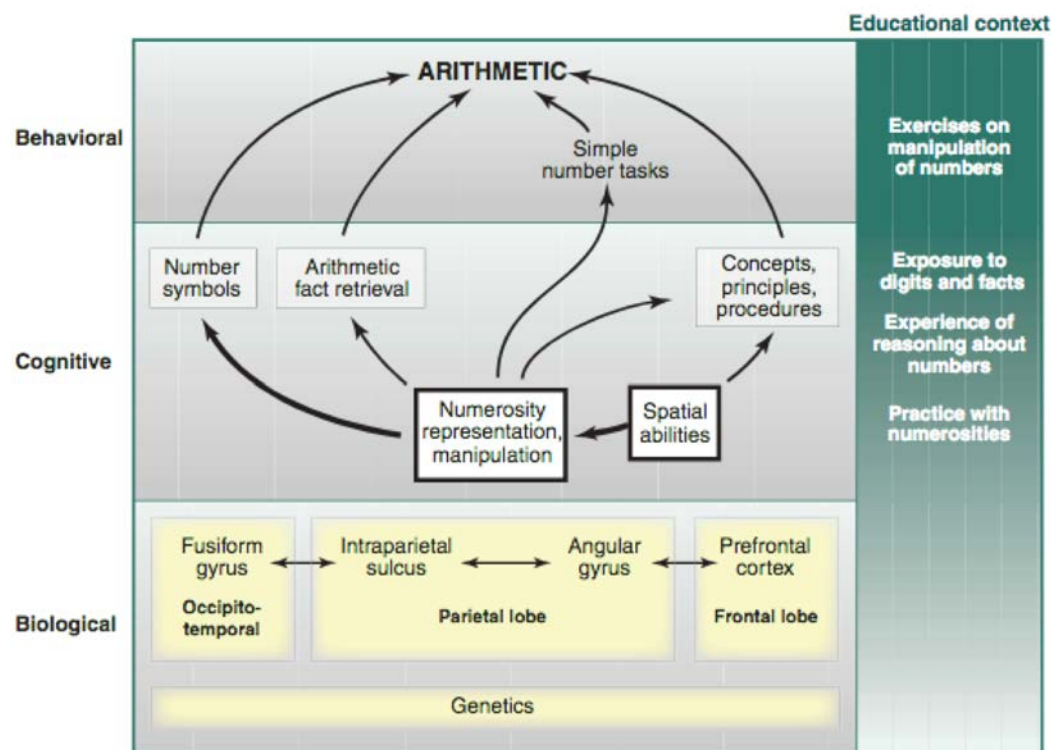 Educational context
ARITHMETIC
Behavioral
Simple
number tasks
Exercises on
manipulation
of numbers
Number
symbols
Arithmetic
fact retrieval
Concepts,
principles,
procedures
Exposure to
digits and facts
Experience of
reasoning about
numbers
Cognitive
Numerosity
representation,
manipulation
Spatial
abilities
Practice with
numerosities
Fusiform
gyrus
Intraparietal
sulcus
Angular
gyrus
Prefrontal
cortex
Biological
Occipito-
temporal
Parietal lobe
Frontal lobe
Genetics